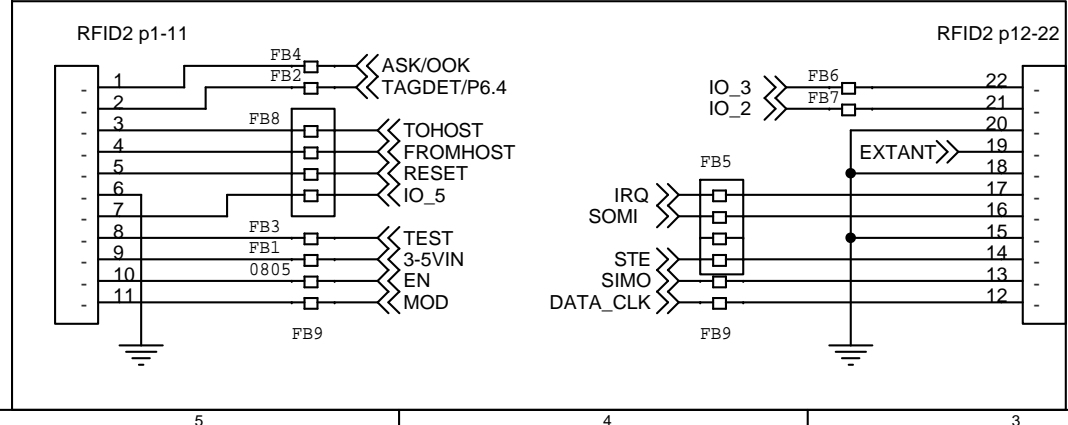 RFID2 p1-11
RFID2 p12-22
FB4
ASK/OOK
1
FB2
TAGDET/P6.4
2
FB8
3
TOHOST
4
FROMHOST
5
RESET
6
IO_5
7
FB3
8
TEST
FB1
9
3-5VIN
0805
10
EN
11
MOD
FB9
IO_3
FB6
22
IO_2
FB7
21
20
EXTANT
19
FB5
18
IRQ
17
SOMI
16
15
STE
14
SIMO
13
DATA_CLK
12
FB9
5
4
3